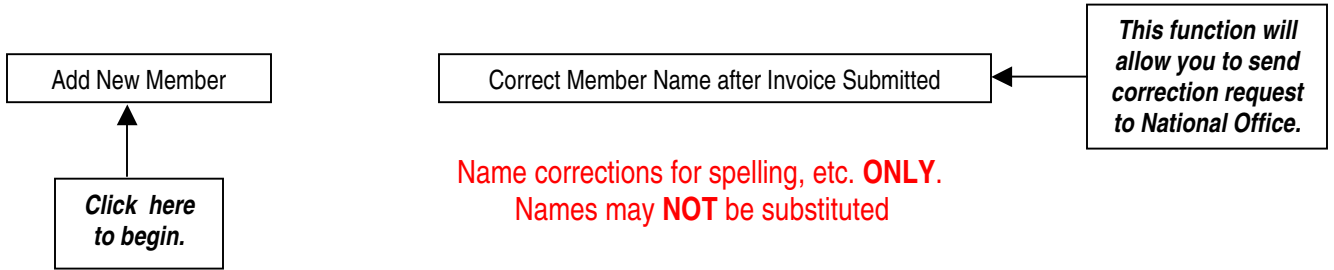 Add New Member
Correct Member Name after Invoice Submitted
This function will
allow you to send
correction request
to National Office.
Name corrections for spelling, etc. ONLY.
Names may NOT be substituted
Click here
to begin.